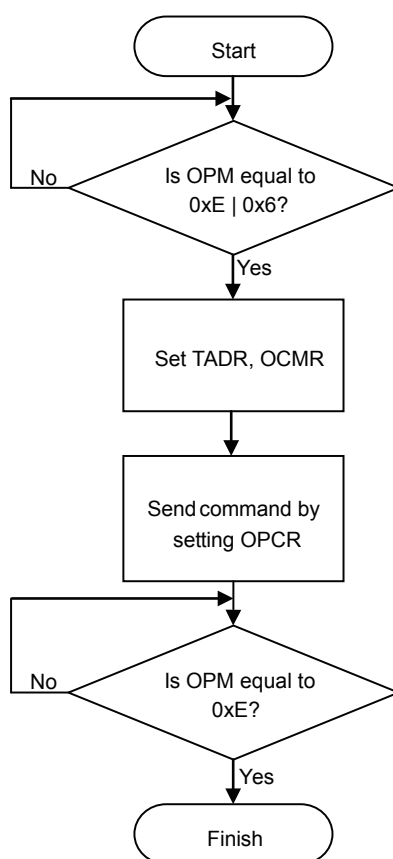 Start
Is OPM equal to
0xE | 0x6?
No
Yes
Set TADR, OCMR
Send command by
setting OPCR
Is OPM equal to
0xE?
No
Yes
Finish